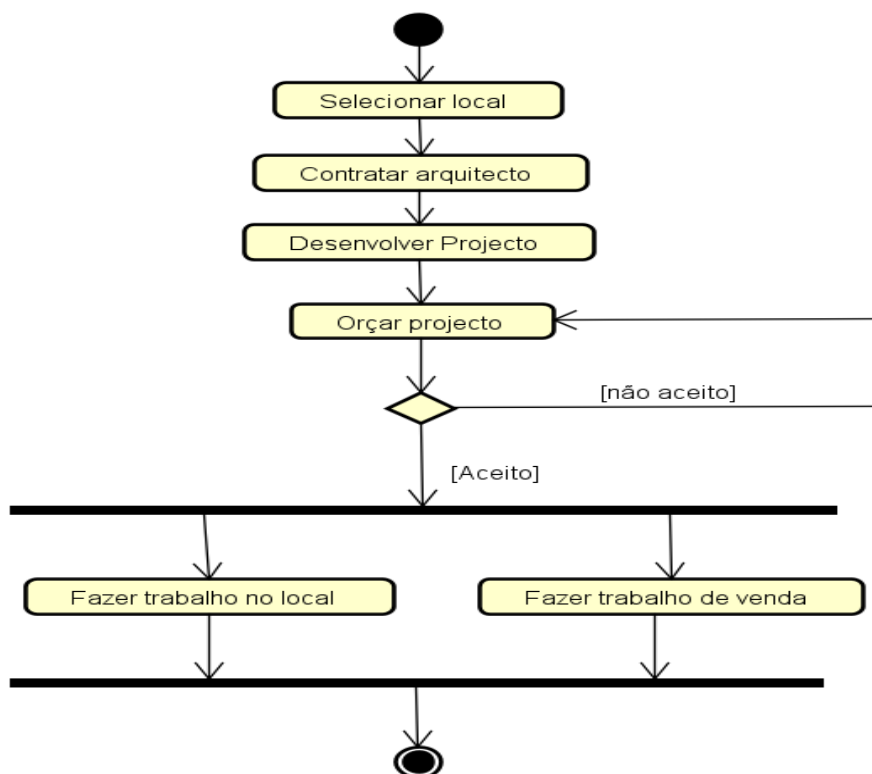 Selecionar local
Contratar arquitecto
Desenvolver Projecto
Orçar projecto
[não aceito]
[Aceito]
Fazer trabalho no local
Fazer trabalho de venda